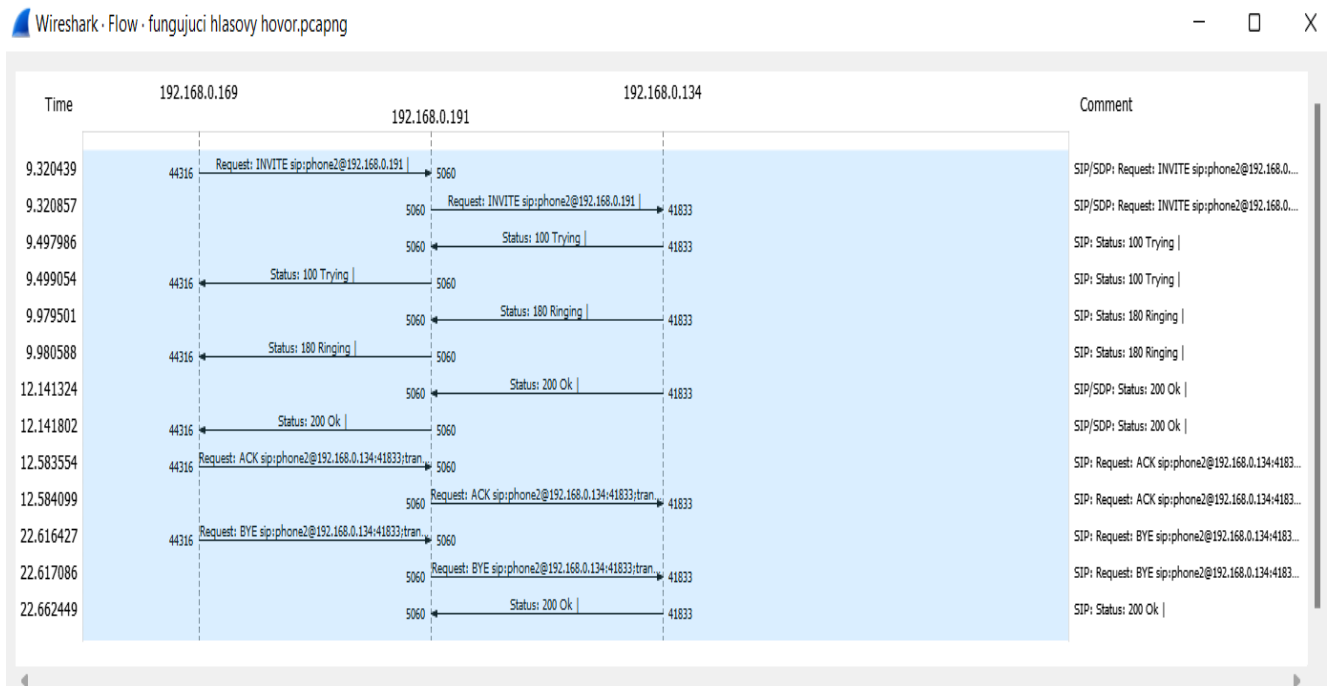 Wireshark · Flow · fungujuci hlasovy hovor.pcapng
192.168.0.169 192.168.0.134
Time 192.168.0.191 Comment
9.320439 44316 Request: INVITE sip:phone2@192.168.0.191 | 5060 SIP/SDP: Request: INVITE sip:phone2@192.168.0....
9.320857 5060 Request: INVITE sip:phone2@192.168.0.191 | 41833 SIP/SDP: Request: INVITE sip:phone2@192.168.0....
9.497986 5060 Status: 100 Trying | 41833 SIP: Status: 100 Trying |
9.499054 44316 Status: 100 Trying | 5060 SIP: Status: 100 Trying |
9.979501 5060 Status: 180 Ringing | 41833 SIP: Status: 180 Ringing |
9.980588 44316 Status: 180 Ringing | 5060 SIP: Status: 180 Ringing |
12.141324 5060 Status: 200 Ok | 41833 SIP/SDP: Status: 200 Ok |
12.141802 44316 Status: 200 Ok | 5060 SIP/SDP: Status: 200 Ok |
12.583554 44316 Request: ACK sip:phone2@192.168.0.134:41833;tran... 5060 SIP: Request: ACK sip:phone2@192.168.0.134:4183...
12.584099 5060 Request: ACK sip:phone2@192.168.0.134:41833;tran... 41833 SIP: Request: ACK sip:phone2@192.168.0.134:4183...
22.616427 44316 Request: BYE sip:phone2@192.168.0.134:41833;tran... 5060 SIP: Request: BYE sip:phone2@192.168.0.134:4183...
22.617086 5060 Request: BYE sip:phone2@192.168.0.134:41833;tran... 41833 SIP: Request: BYE sip:phone2@192.168.0.134:4183...
22.662449 5060 Status: 200 Ok | 41833 SIP: Status: 200 Ok |